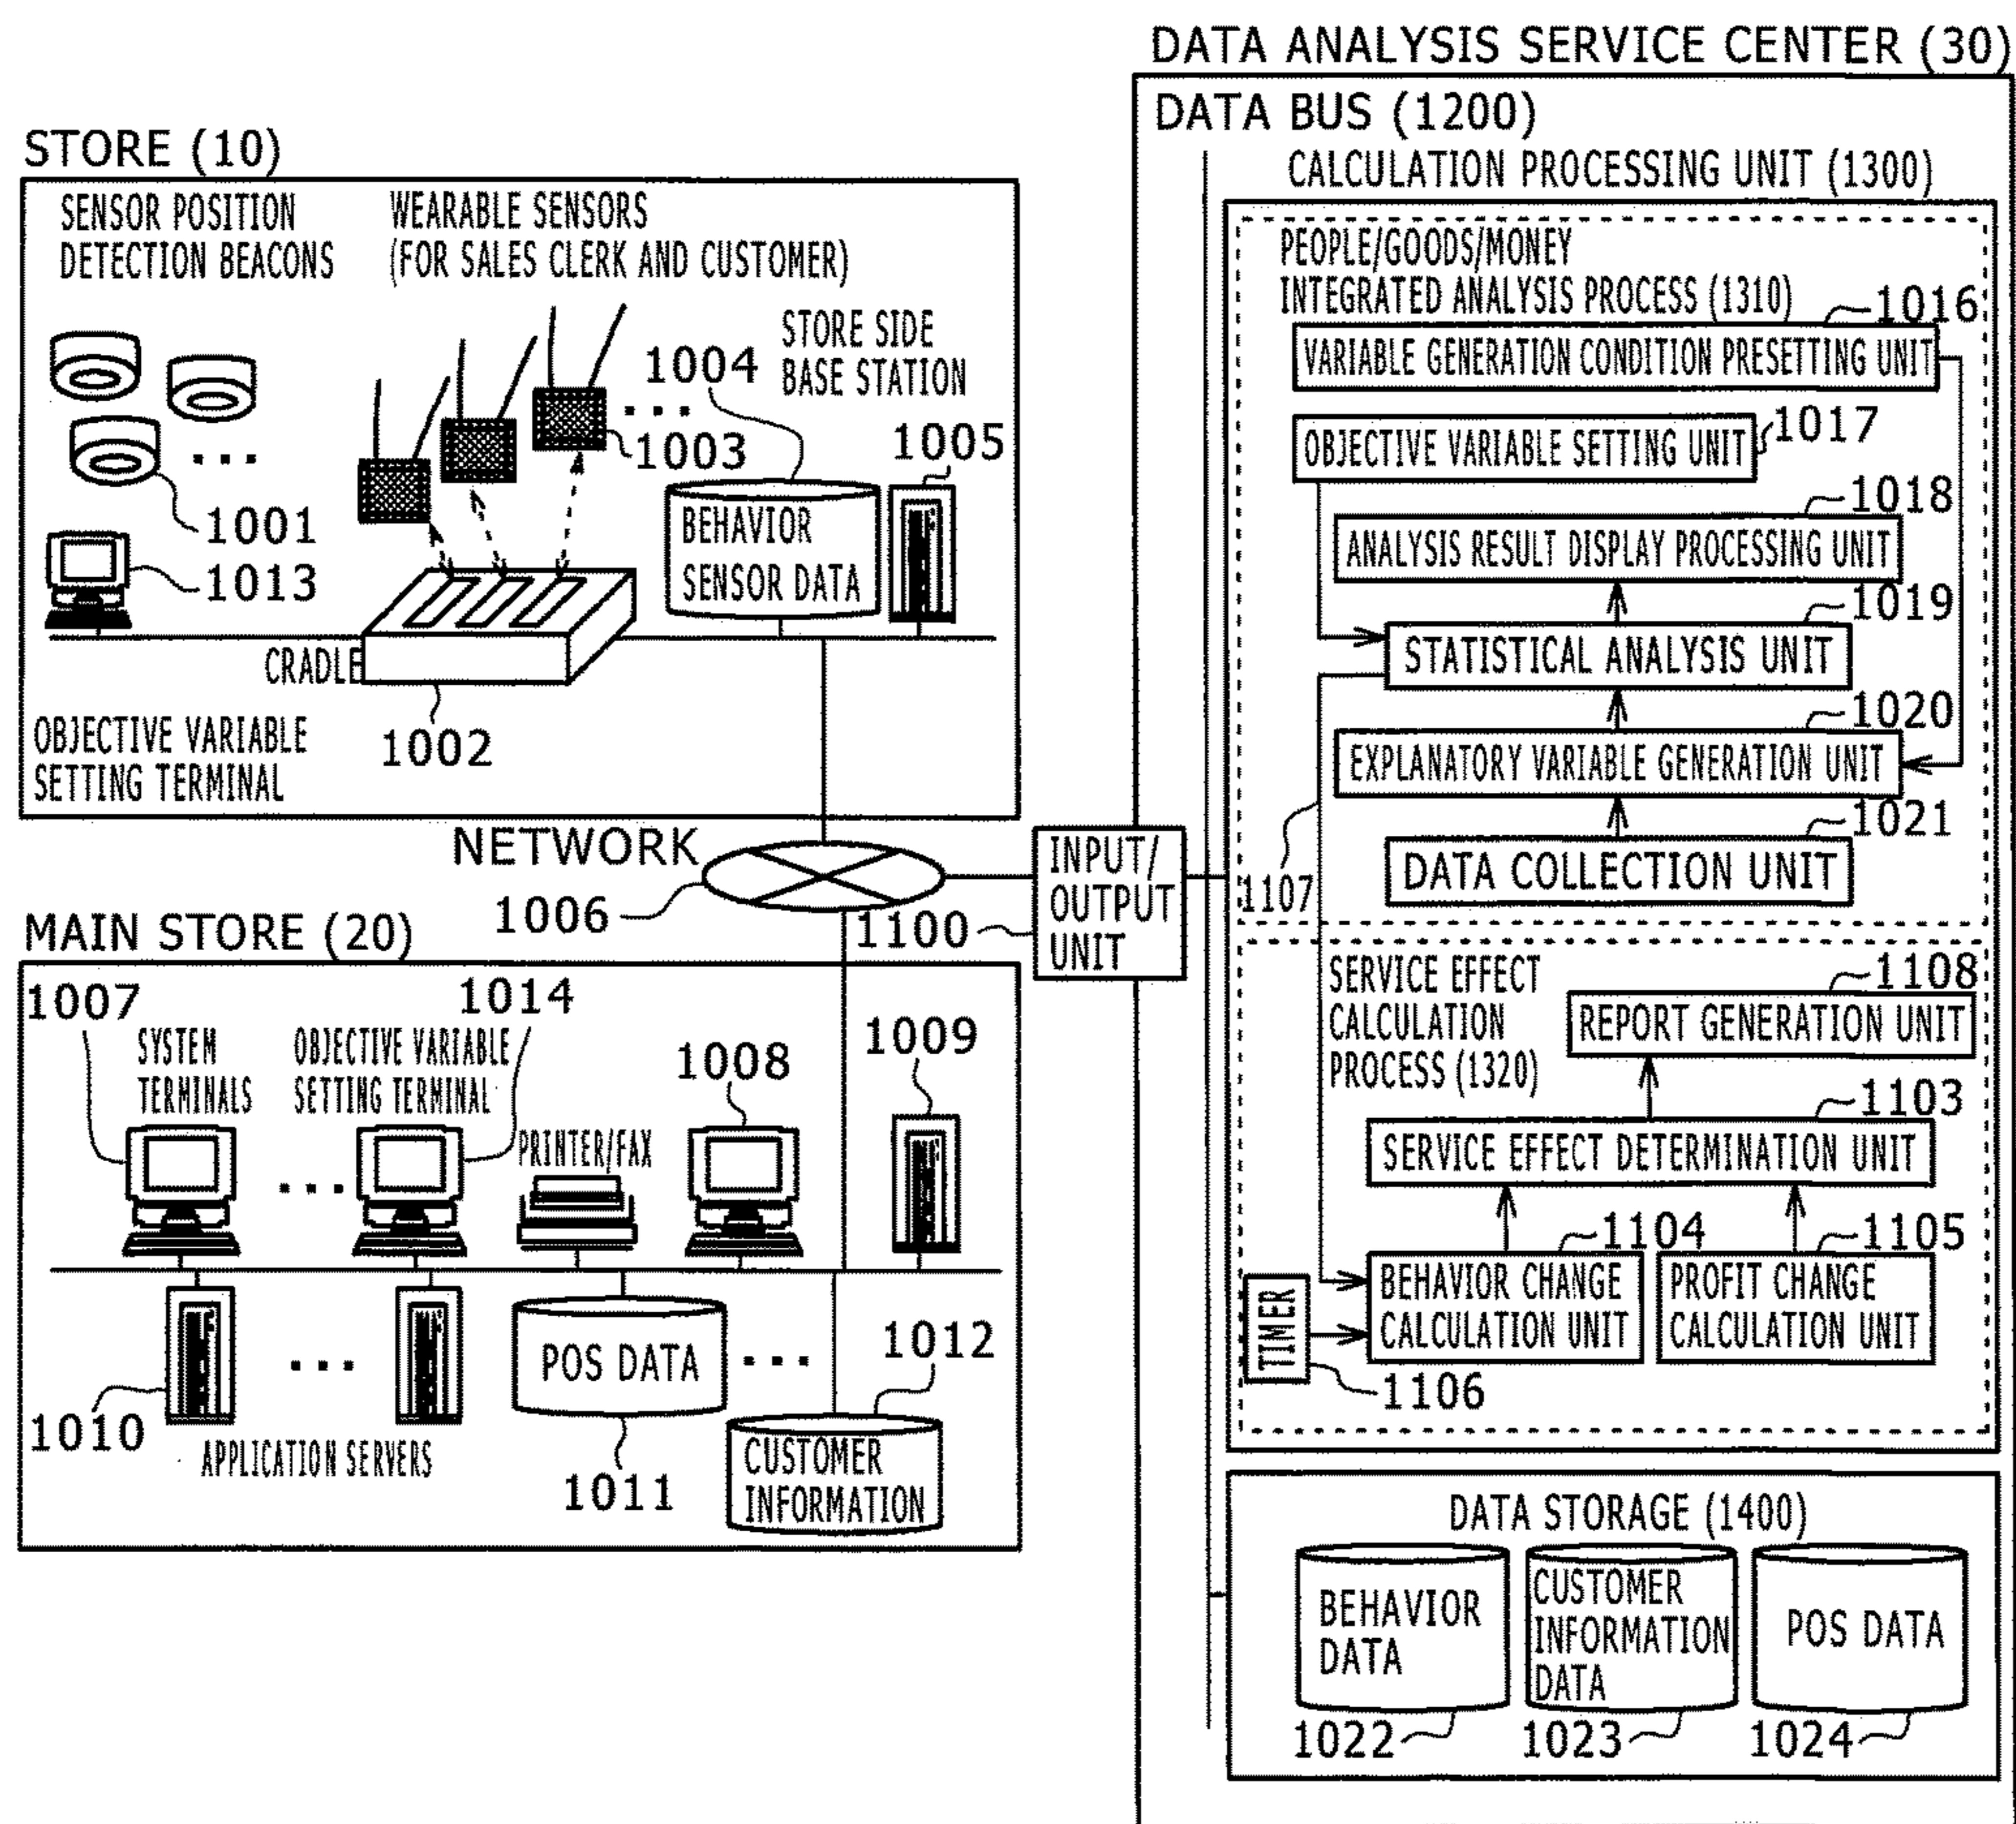 DATA ANALYSIS SERVICE CENTER (30)
DATA BUS (1200)
STORE (10)
SENSOR POSITION
DETECTION BEACONS
WEARABLE SENSORS
(FOR SALES CLERK AND CUSTOMER)
1004
STORE SIDE
BASE STATION
1003
1005
1001
1013
BEHAVIOR
SENSOR DATA
CRADLE
1002
OBJECTIVE VARIABLE
SETTING TERMINAL
NETWORK
1006
1100
INPUT/
OUTPUT
UNIT
MAIN STORE (20)
1007
SYSTEM
TERMINALS
1014
OBJECTIVE VARIABLE
SETTING TERMINAL
PRINTER/FAX
1008
1009
1010
APPLICATION SERVERS
POS DATA
1011
1012
CUSTOMER
INFORMATION
CALCULATION PROCESSING UNIT (1300)
PEOPLE/GOODS/MONEY
INTEGRATED ANALYSIS PROCESS (1310)
1016
VARIABLE GENERATION CONDITION PRESETTING UNIT
OBJECTIVE VARIABLE SETTING UNIT
1017
1018
ANALYSIS RESULT DISPLAY PROCESSING UNIT
1019
STATISTICAL ANALYSIS UNIT
1020
EXPLANATORY VARIABLE GENERATION UNIT
1021
DATA COLLECTION UNIT
1107
SERVICE EFFECT
CALCULATION
PROCESS (1320)
1108
REPORT GENERATION UNIT
1103
SERVICE EFFECT DETERMINATION UNIT
1104
1105
TIMER
BEHAVIOR CHANGE
CALCULATION UNIT
PROFIT CHANGE
CALCULATION UNIT
1106
DATA STORAGE (1400)
BEHAVIOR
DATA
CUSTOMER
INFORMATION
DATA
POS DATA
1022
1023
1024